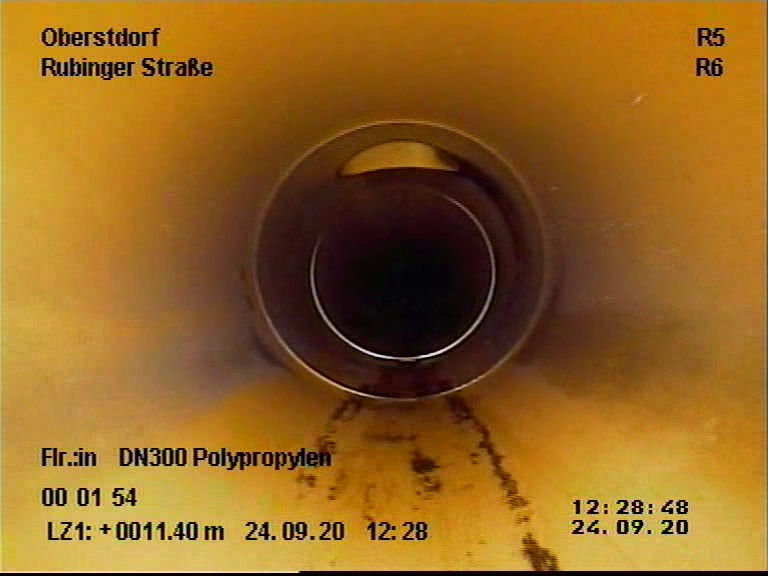 Oberstdorf
R5
Rubinger Straße
R6
Flr.:in DN300 Polypropylen
00 01 54
12:28:48
LZ1: +0011.40 m 24.09.20 12:28
24.09.20